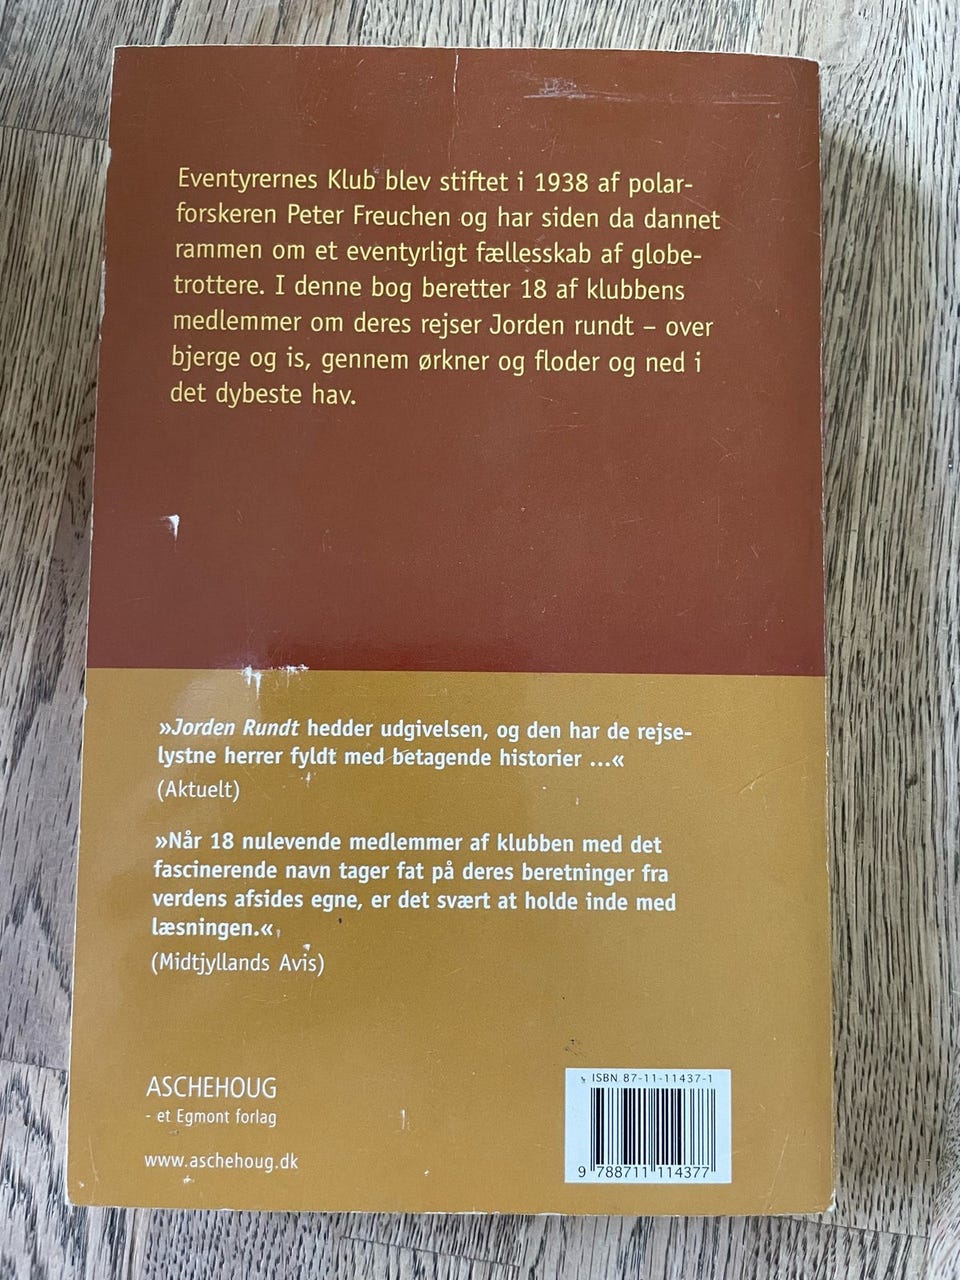 Eventyrernes Klub blev stiftet i 1938 af polar-
forskeren Peter Freuchen og har siden da dannet
rammen om et eventyrligt fællesskab af globe-
trottere. I denne bog beretter 18 af klubbens
medlemmer om deres rejser Jorden rundt – over
bjerge og is, gennem ørkner og floder og ned i
det dybeste hav.
»Jorden Rundt hedder udgivelsen, og den har de rejse-
lystne herrer fyldt med betagende historier ...«
(Aktuelt)
»Når 18 nulevende medlemmer af klubben med det
fascinerende navn tager fat på deres beretninger fra
verdens afsides egne, er det svært at holde inde med
læsningen.«
(Midtjyllands Avis)
ASCHEHOUG
- et Egmont forlag
www.aschehoug.dk
ISBN 87-11-11437-1
9 788711 114377